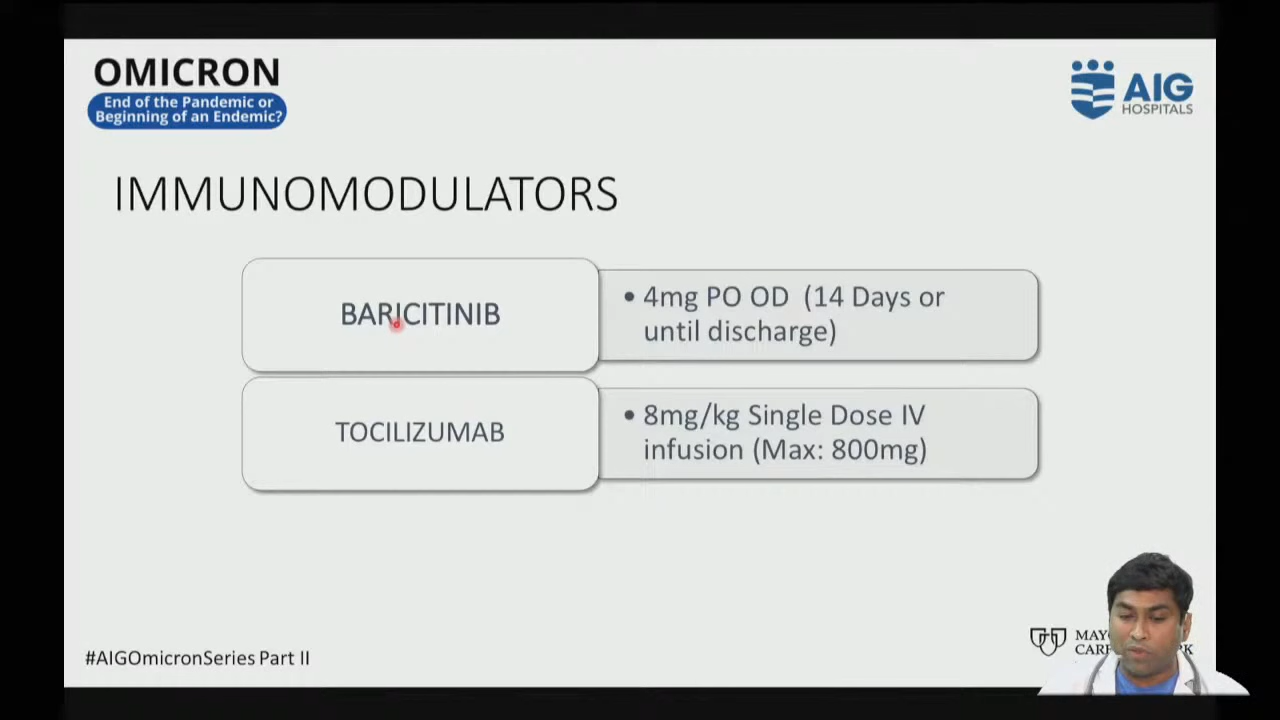 OMICRON
End of the Pandemic or
Beginning of an Endemic?
AIG
HOSPITALS
IMMUNOMODULATORS
BARICITINIB
• 4mg PO OD (14 Days or
until discharge)
TOCILIZUMAB
• 8mg/kg Single Dose IV
infusion (Max: 800mg)
#AIGOmicronSeries Part II